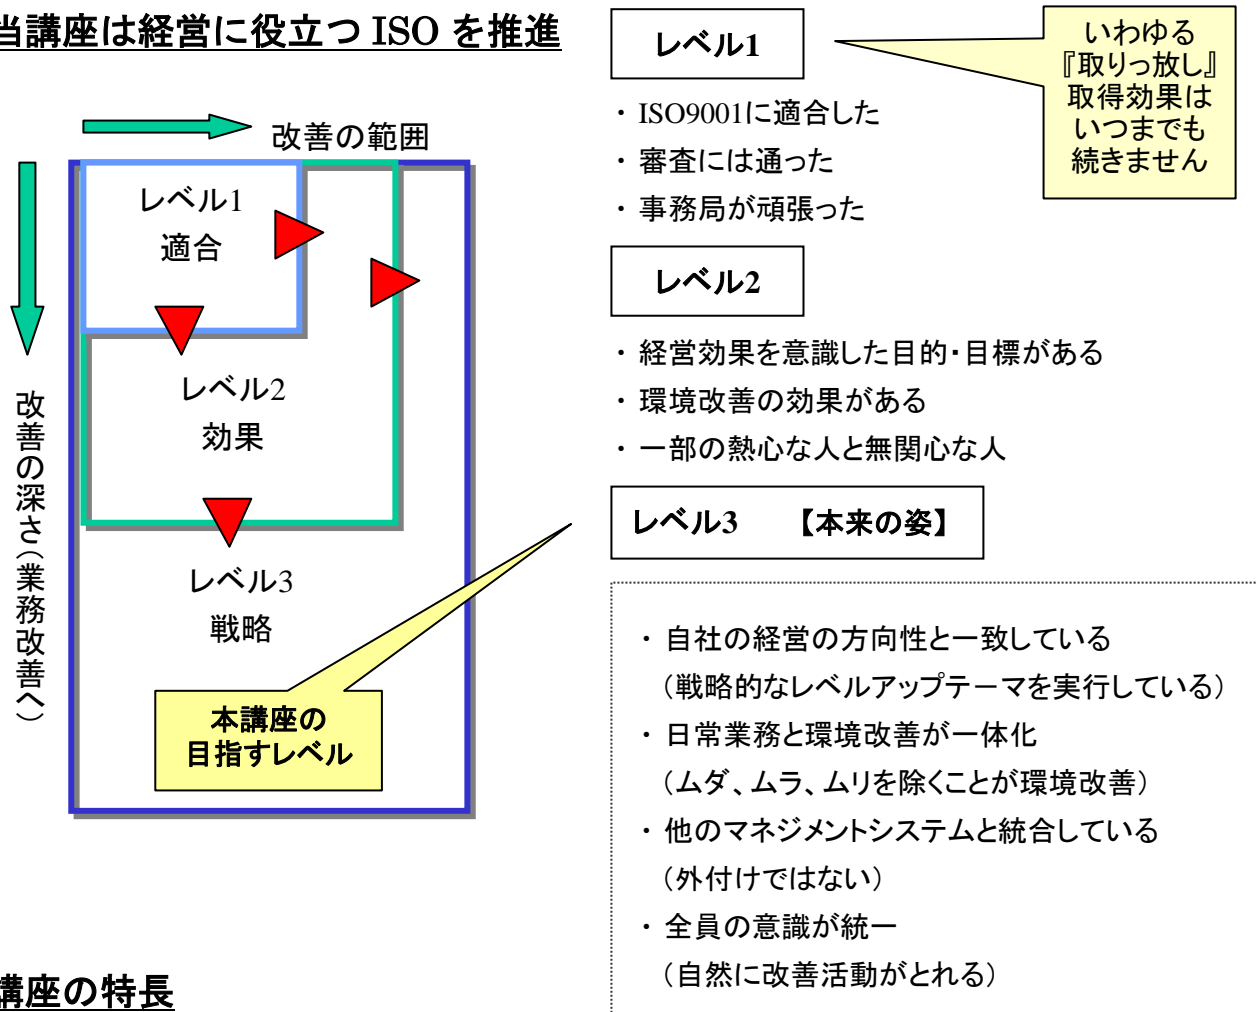 当講座は経営に役立つ ISO を推進
改善の範囲
レベル1
適合
レベル2
効果
レベル3
戦略
改善の深さ（業務改善へ）
本講座の
目指すレベル
レベル1
いわゆる
『取りっ放し』
取得効果は
いつまでも
続きません
・ ISO9001に適合した
・ 審査には通った
・ 事務局が頑張った
レベル2
・ 経営効果を意識した目的・目標がある
・ 環境改善の効果がある
・ 一部の熱心な人と無関心な人
レベル3　【本来の姿】
・ 自社の経営の方向性と一致している
（戦略的なレベルアップテーマを実行している）
・ 日常業務と環境改善が一体化
（ムダ、ムラ、ムリを除くことが環境改善）
・ 他のマネジメントシステムと統合している
（外付けではない）
・ 全員の意識が統一
（自然に改善活動がとれる）
講座の特長